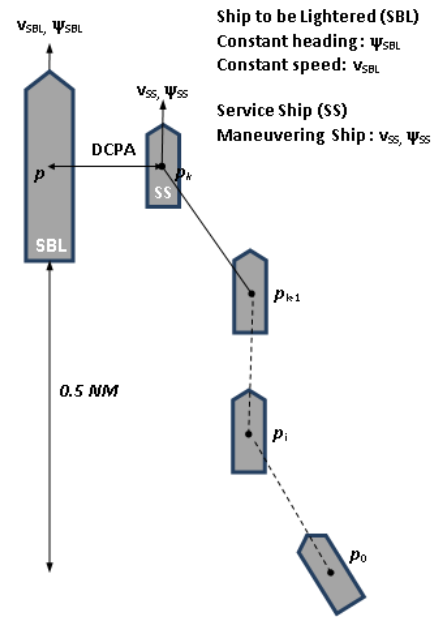 Ship to be Lightered (SBL)
Constant heading: ψSBL
Constant speed: vSBL
Service Ship (SS)
Maneuvering Ship: vSS, ψSS
vSBL, ψSBL
vSS, ψSS
DCPA
p
pk
SS
SBL
pk-1
0.5 NM
pi
p0